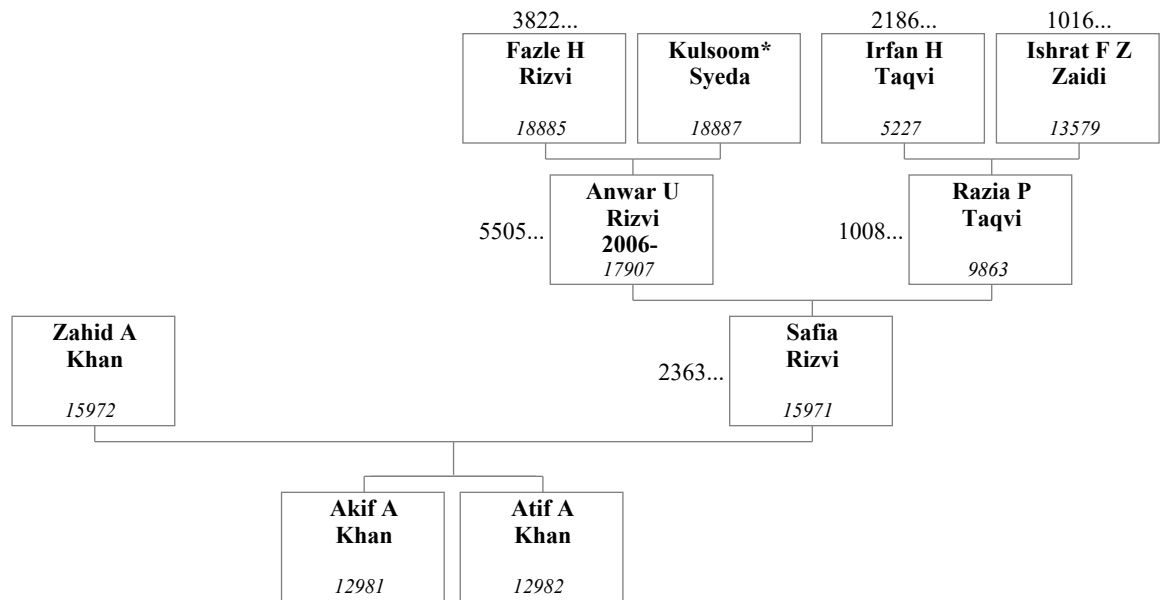 3822...
2186...
1016...
Fazle H
Rizvi
18885
Kulsoom*
Syeda
18887
Irfan H
Taqvi
5227
Ishrat F Z
Zaidi
13579
5505...
Anwar U
Rizvi
2006-
17907
1008...
Razia P
Taqvi
9863
Zahid A
Khan
15972
2363...
Safia
Rizvi
15971
Akif A
Khan
12981
Atif A
Khan
12982